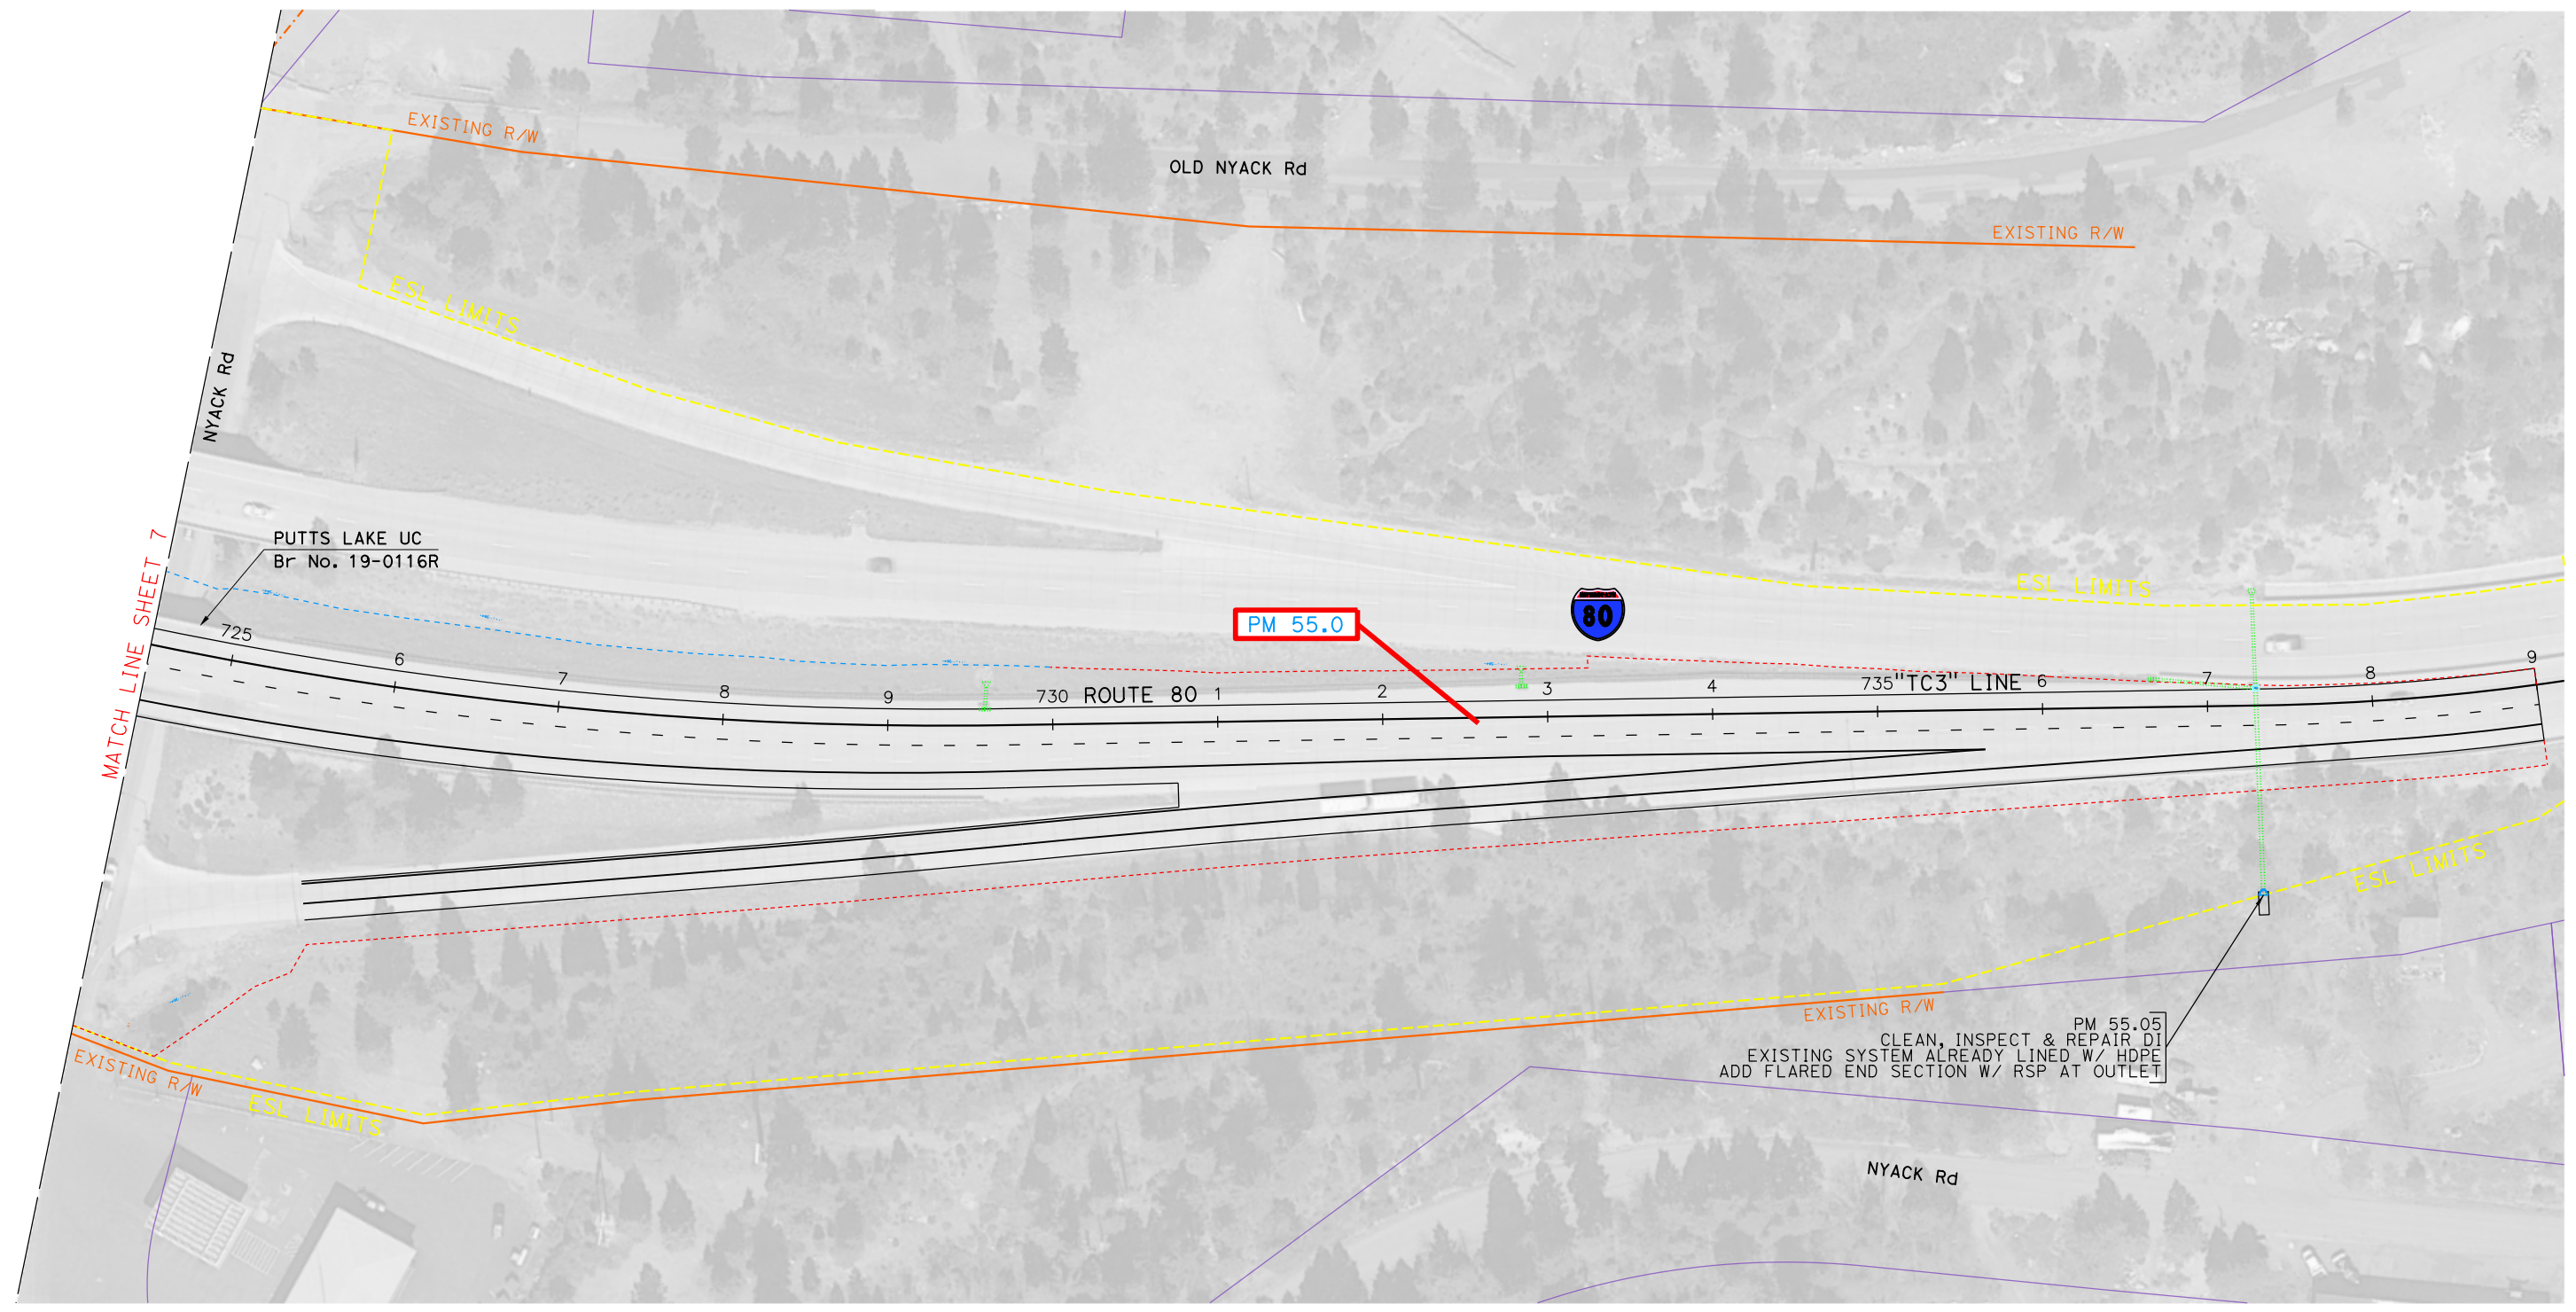 EXISTING R/W
OLD NYACK Rd
EXISTING R/W
ESL LIMITS
NYACK Rd
PUTTS LAKE UC
Br No. 19-0116R
MATCH LINE SHEET 7
ESL LIMITS
PM 55.0
80
725
6
7
8
9
730
ROUTE 80
1
2
3
4
735
"TC3" LINE
6
7
8
9
ESL LIMITS
EXISTING R/W
PM 55.05
CLEAN, INSPECT & REPAIR DI
EXISTING SYSTEM ALREADY LINED W/ HDPE
ADD FLARED END SECTION W/ RSP AT OUTLET
EXISTING R/W
ESL LIMITS
NYACK Rd